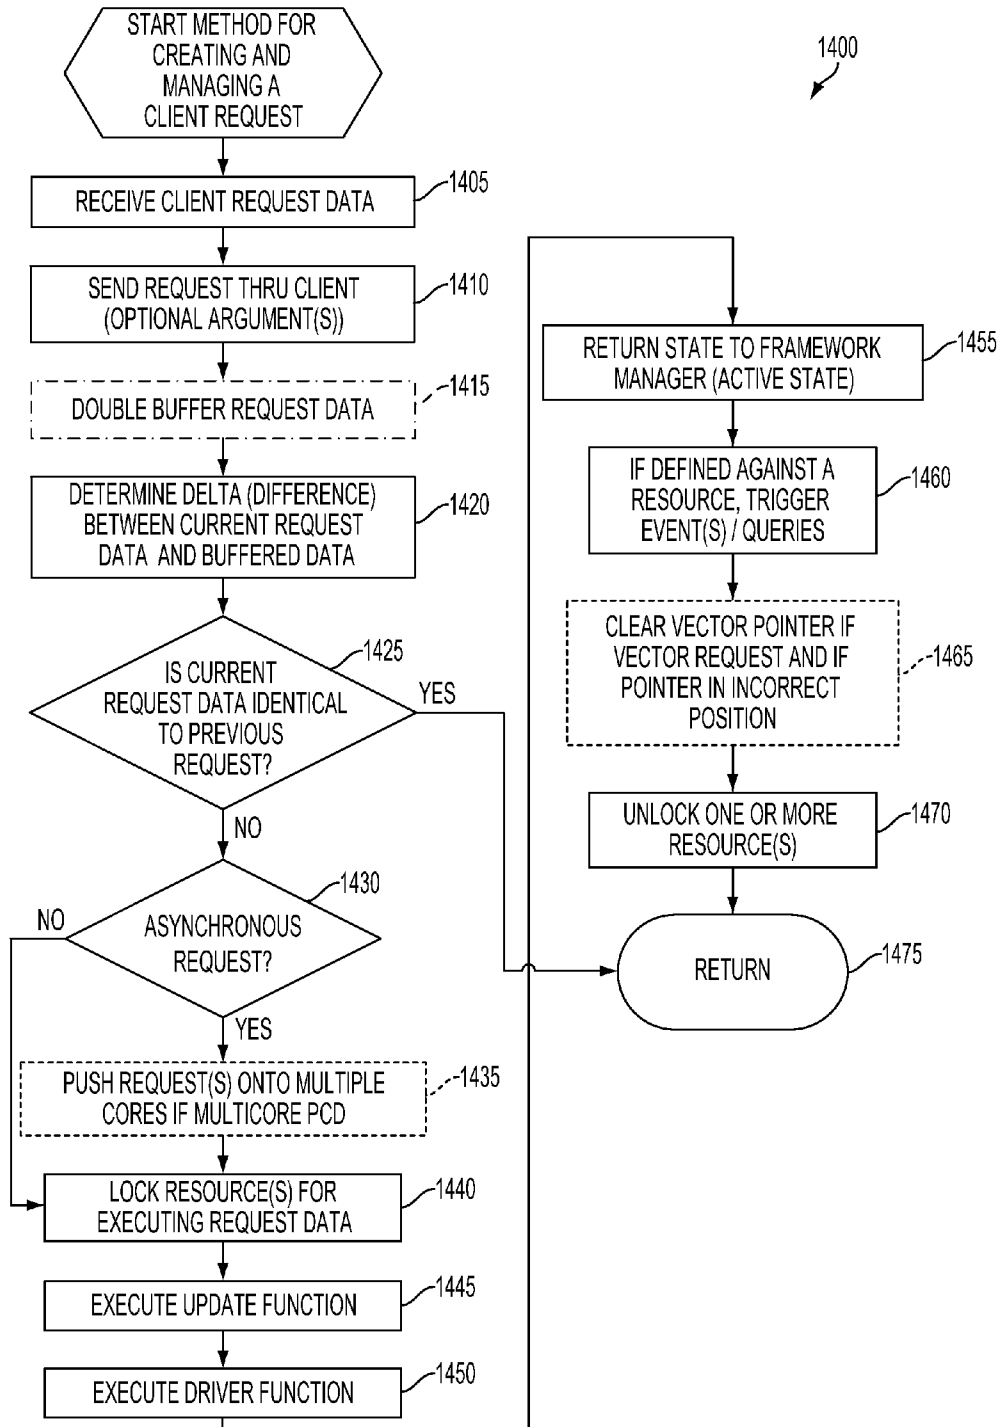 START METHOD FOR
CREATING AND
MANAGING A
CLIENT REQUEST
1400
RECEIVE CLIENT REQUEST DATA
1405
SEND REQUEST THRU CLIENT
(OPTIONAL ARGUMENT(S))
1410
DOUBLE BUFFER REQUEST DATA
1415
DETERMINE DELTA (DIFFERENCE)
BETWEEN CURRENT REQUEST
DATA AND BUFFERED DATA
1420
IS CURRENT
REQUEST DATA IDENTICAL
TO PREVIOUS
REQUEST?
1425
YES
NO
ASYNCHRONOUS
REQUEST?
1430
NO
YES
PUSH REQUEST(S) ONTO MULTIPLE
CORES IF MULTICORE PCD
1435
LOCK RESOURCE(S) FOR
EXECUTING REQUEST DATA
1440
EXECUTE UPDATE FUNCTION
1445
EXECUTE DRIVER FUNCTION
1450
RETURN STATE TO FRAMEWORK
MANAGER (ACTIVE STATE)
1455
IF DEFINED AGAINST A
RESOURCE, TRIGGER
EVENT(S) / QUERIES
1460
CLEAR VECTOR POINTER IF
VECTOR REQUEST AND IF
POINTER IN INCORRECT
POSITION
1465
UNLOCK ONE OR MORE
RESOURCE(S)
1470
RETURN
1475